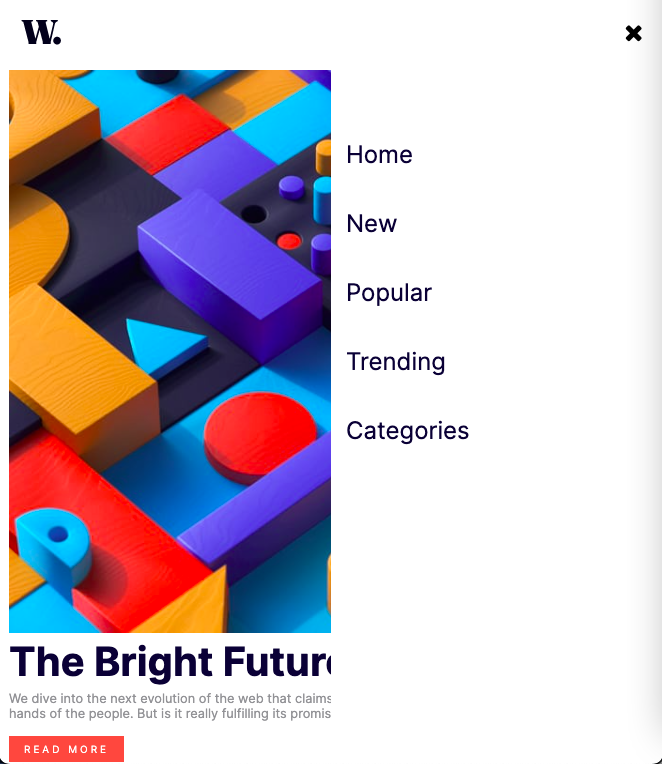 W.
Home
New
Popular
Trending
Categories
The Bright Future
We dive into the next evolution of the web that claims
hands of the people. But is it really fulfilling its promis
READ MORE